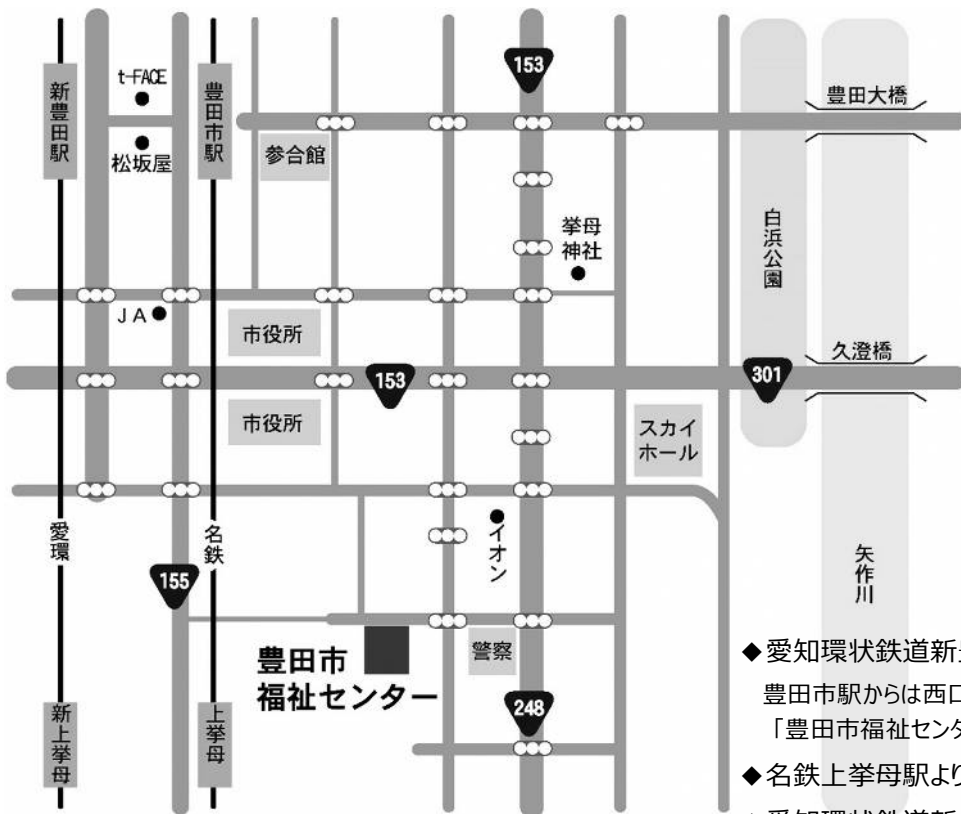 t-FACE
松坂屋
新豊田駅
豊田市駅
参合館
153
豊田大橋
挙母
神社
白浜公園
JA
市役所
153
久澄橋
301
市役所
スカイ
ホール
愛環
名鉄
イオン
155
矢作川
豊田市
福祉センター
警察
248
新上挙母
上挙母
◆愛知環状鉄道新
豊田市駅からは西口
「豊田市福祉センタ
◆名鉄上挙母駅より